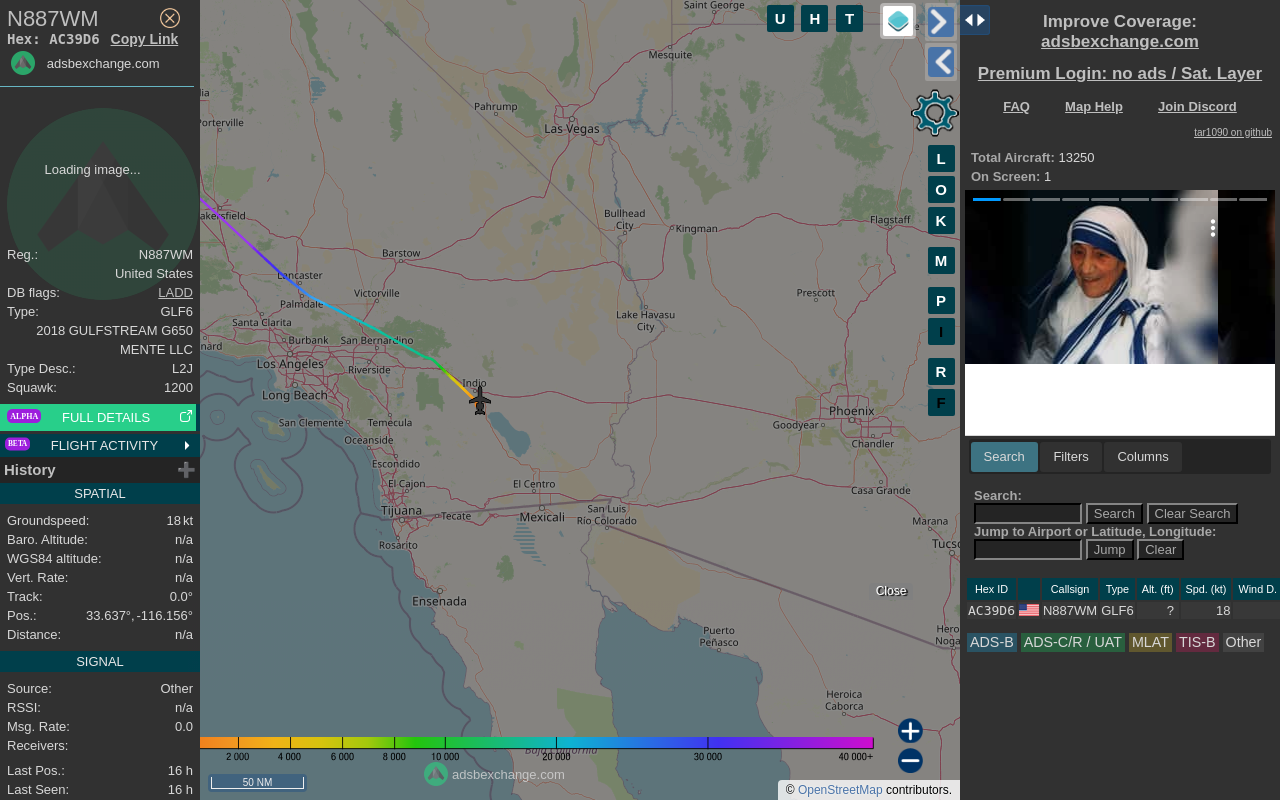 N887WM
Hex: AC39D6 Copy Link
adsbexchange.com
Loading image...
Reg.: N887WM
United States
DB flags: LADD
Type: GLF6
2018 GULFSTREAM G650
MENTE LLC
Type Desc.: L2J
Squawk: 1200
ALPHA FULL DETAILS
BETA FLIGHT ACTIVITY
History
SPATIAL
Groundspeed: 18 kt
Baro. Altitude: n/a
WGS84 altitude: n/a
Vert. Rate: n/a
Track: 0.0°
Pos.: 33.637°, -116.156°
Distance: n/a
SIGNAL
Source: Other
RSSI: n/a
Msg. Rate: 0.0
Receivers:
Last Pos.: 16 h
Last Seen: 16 h
Saint George
U H T
Mesquite
Porterville
Pahrump
Las Vegas
L
O
K
M
P
I
R
F
akersfield
Bullhead
City
Kingman
Flagstaff
Barstow
Lancaster
Palmdale
Victorville
Prescott
Santa Clarita
Lake Havasu
City
nard
Burbank
San Bernardino
Los Angeles
Riverside
Indio
Long Beach
Phoenix
San Clemente
Temecula
Goodyear
Oceanside
Chandler
Escondido
El Cajon
El Centro
Casa Grande
Tijuana
Tecate
Mexicali
San Luis
Río Colorado
Marana
Rosarito
Tucso
Close
Ensenada
Puerto
Peñasco
Hero
Noga
Heroica
Caborca
Baja California
2 000 4 000 6 000 8 000 10 000 20 000 30 000 40 000+
adsbexchange.com
50 NM
© OpenStreetMap contributors.
Improve Coverage:
adsbexchange.com
Premium Login: no ads / Sat. Layer
FAQ Map Help Join Discord
tar1090 on github
Total Aircraft: 13250
On Screen: 1
Search Filters Columns
Search:
Search Clear Search
Jump to Airport or Latitude, Longitude:
Jump Clear
Hex ID Callsign Type Alt. (ft) Spd. (kt) Wind D.
AC39D6 N887WM GLF6 ? 18
ADS-B ADS-C/R / UAT MLAT TIS-B Other